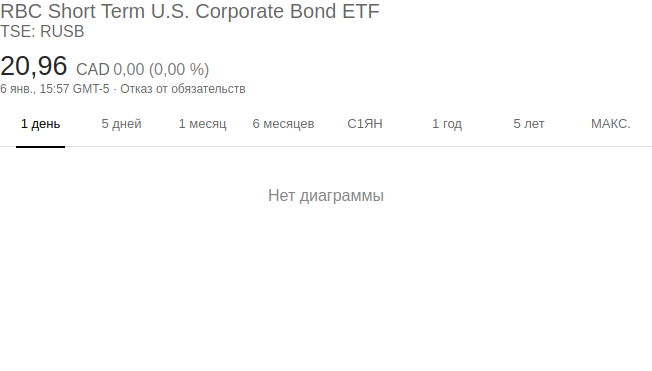 RBC Short Term U.S. Corporate Bond ETF
TSE: RUSB
20,96 CAD 0,00 (0,00 %)
6 янв., 15:57 GMT-5 · Отказ от обязательств
1 день 5 дней 1 месяц 6 месяцев С1ЯН 1 год 5 лет МАКС.
Нет диаграммы